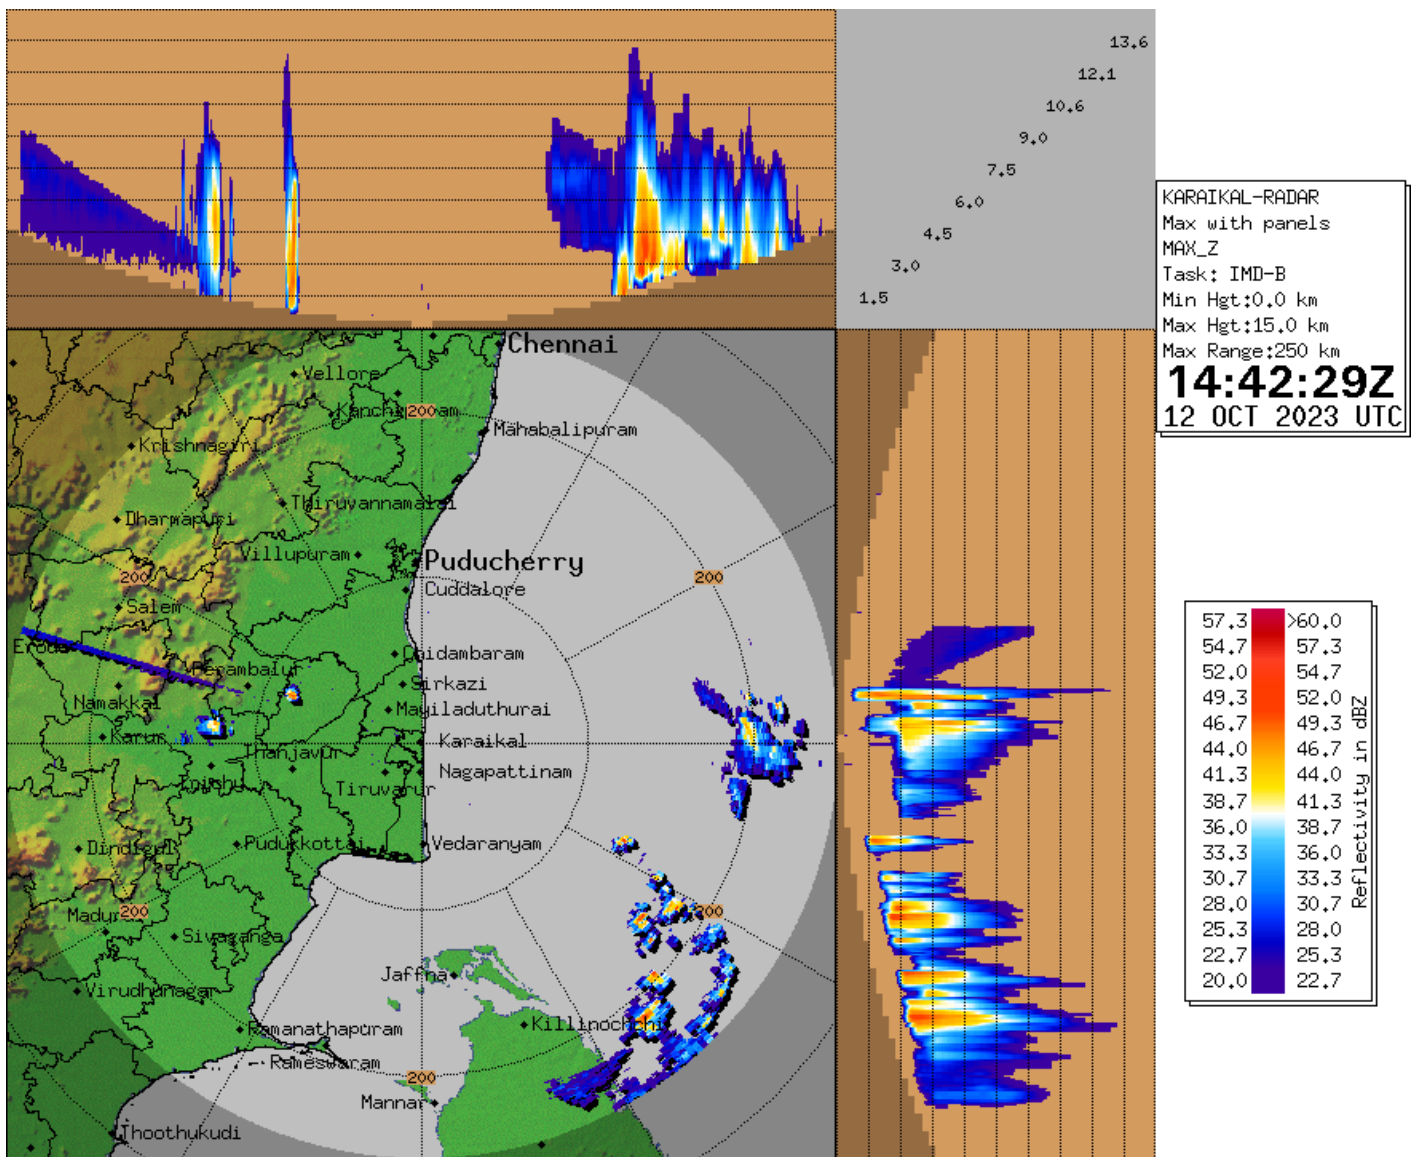 13.6
12.1
10.6
9.0
7.5
6.0
4.5
3.0
1.5
KARAIKAL-RADAR
Max with panels
MAX_Z
Task: IMD-B
Min Hgt:0.0 km
Max Hgt:15.0 km
Max Range:250 km
14:42:29Z
12 OCT 2023 UTC
Chennai
Vellore
200
Mahabalipuram
Krishnagiri
Thiruvannamalai
Dharmapuri
Villupuram
Puducherry
200
200
Cuddalore
Salem
Chidambaram
Perambalur
Sirkazi
Namakkal
Mayiladuthurai
Karur
Karaikal
Thanjavur
Nagapattinam
Tiruvarur
Pudukkottai
Vedaranyam
Dindigul
200
200
Sivaganga
Jaffna
Virudhunagar
Killinochchi
Ramanathapuram
Rameswaram
200
Mannar
Thoothukudi
57.3 >60.0
54.7 57.3
52.0 54.7
49.3 52.0
46.7 49.3
44.0 46.7
41.3 44.0
38.7 41.3
36.0 38.7
33.3 36.0
30.7 33.3
28.0 30.7
25.3 28.0
22.7 25.3
20.0 22.7
Reflectivity in dBZ